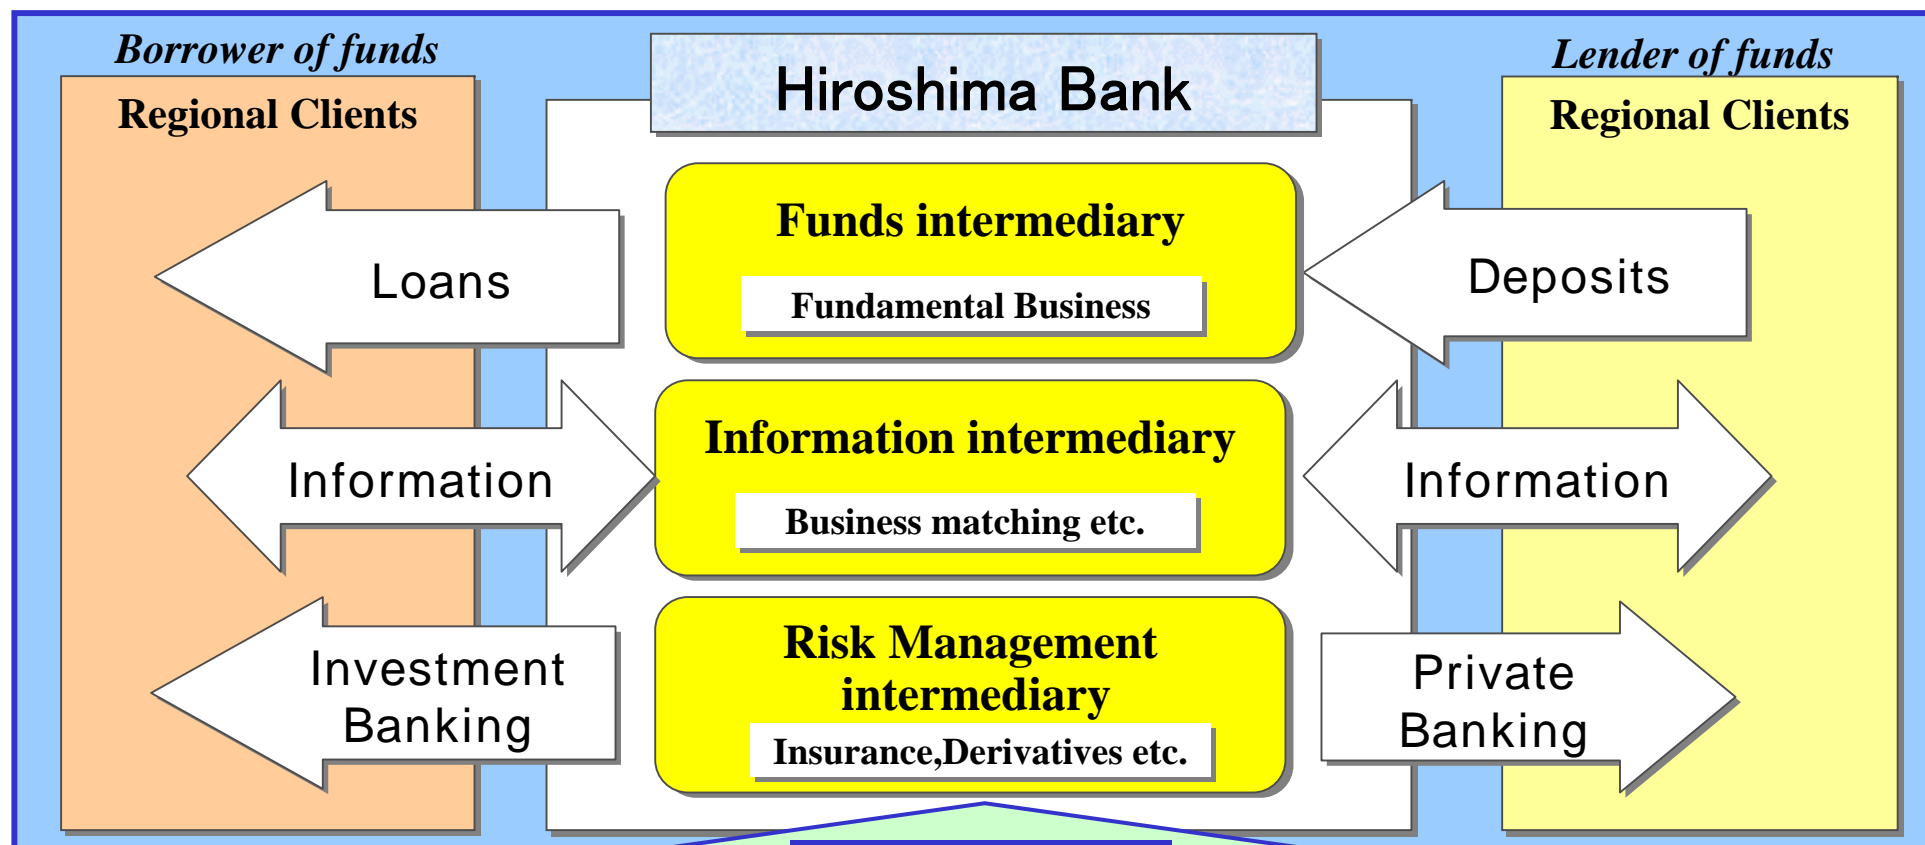 Borrower of funds
Hiroshima Bank
Lender of funds
Regional Clients
Regional Clients
Funds intermediary
Fundamental Business
Loans
Deposits
Information intermediary
Business matching etc.
Information
Information
Risk Management
intermediary
Insurance,Derivatives etc.
Investment
Banking
Private
Banking